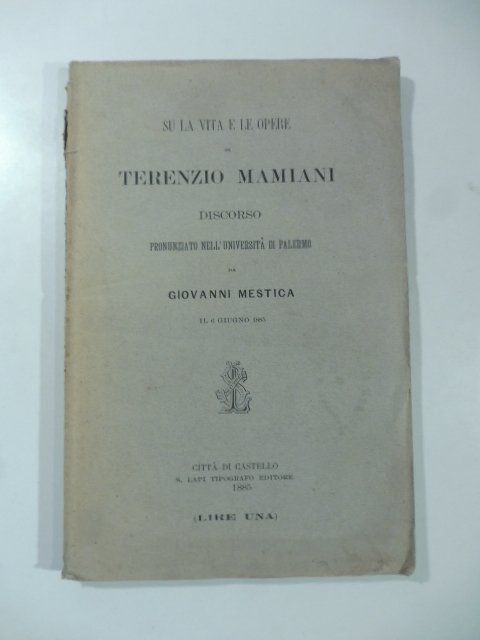 SU LA VITA E LE OPERE
DI
TERENZIO MAMIANI
DISCORSO
PRONUNZIATO NELL'UNIVERSITÀ DI PALERMO
DA
GIOVANNI MESTICA
IL 6 GIUGNO 1885
SL
CITTÀ DI CASTELLO
S. LAPI TIPOGRAFO EDITORE
1885
(LIRE UNA)